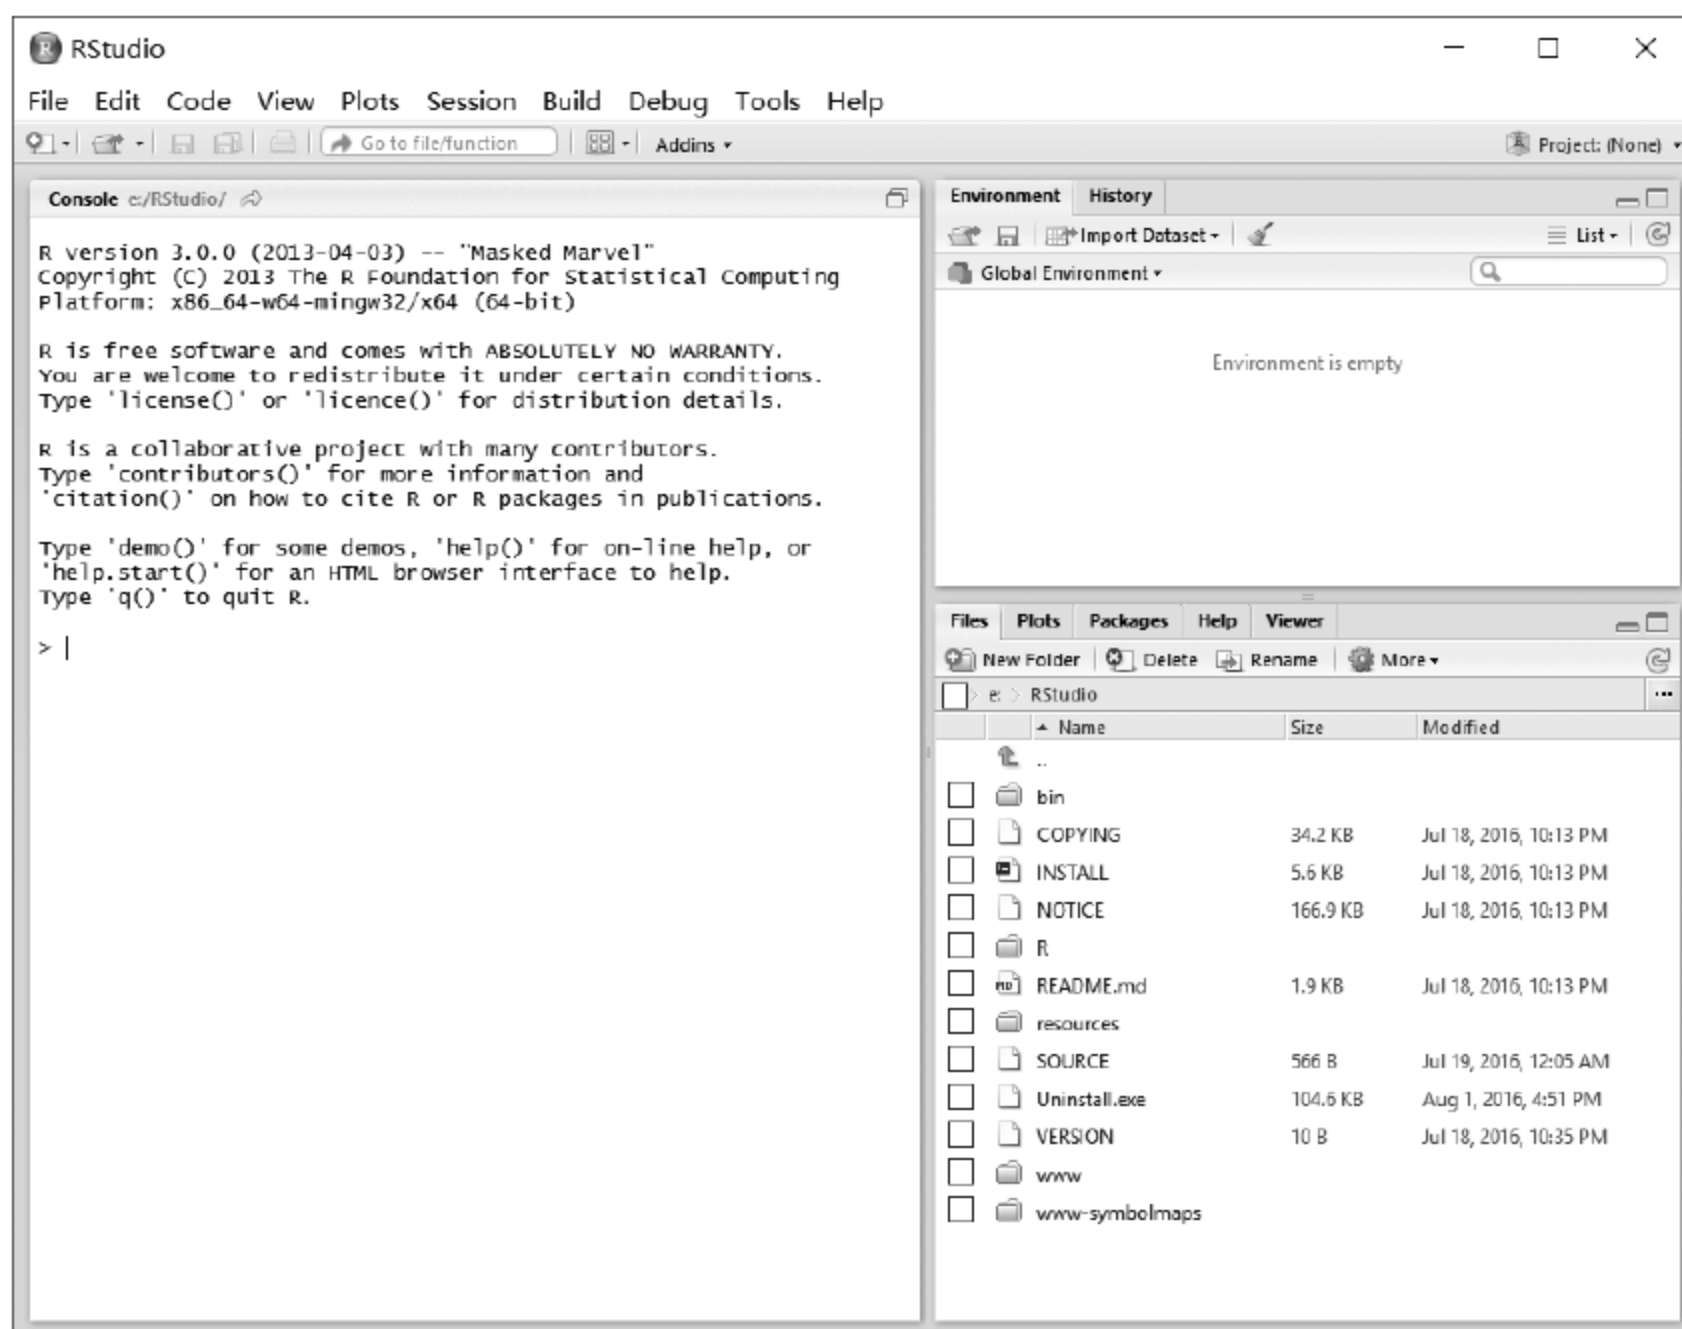 RStudio
File Edit Code View Plots Session Build Debug Tools Help
Go to file/function Addins Project: (None)
Console e:/RStudio/
R version 3.0.0 (2013-04-03) -- "Masked Marvel"
Copyright (C) 2013 The R Foundation for Statistical Computing
Platform: x86_64-w64-mingw32/x64 (64-bit)
R is free software and comes with ABSOLUTELY NO WARRANTY.
You are welcome to redistribute it under certain conditions.
Type 'license()' or 'licence()' for distribution details.
R is a collaborative project with many contributors.
Type 'contributors()' for more information and
'citation()' on how to cite R or R packages in publications.
Type 'demo()' for some demos, 'help()' for on-line help, or
'help.start()' for an HTML browser interface to help.
Type 'q()' to quit R.
>
Environment History
Import Dataset List
Global Environment
Environment is empty
Files Plots Packages Help Viewer
New Folder Delete Rename More
e: RStudio ...
Name Size Modified
..
bin
COPYING 34.2 KB Jul 18, 2016, 10:13 PM
INSTALL 5.6 KB Jul 18, 2016, 10:13 PM
NOTICE 166.9 KB Jul 18, 2016, 10:13 PM
R
README.md 1.9 KB Jul 18, 2016, 10:13 PM
resources
SOURCE 566 B Jul 19, 2016, 12:05 AM
Uninstall.exe 104.6 KB Aug 1, 2016, 4:51 PM
VERSION 10 B Jul 18, 2016, 10:35 PM
www
www-symbolmaps